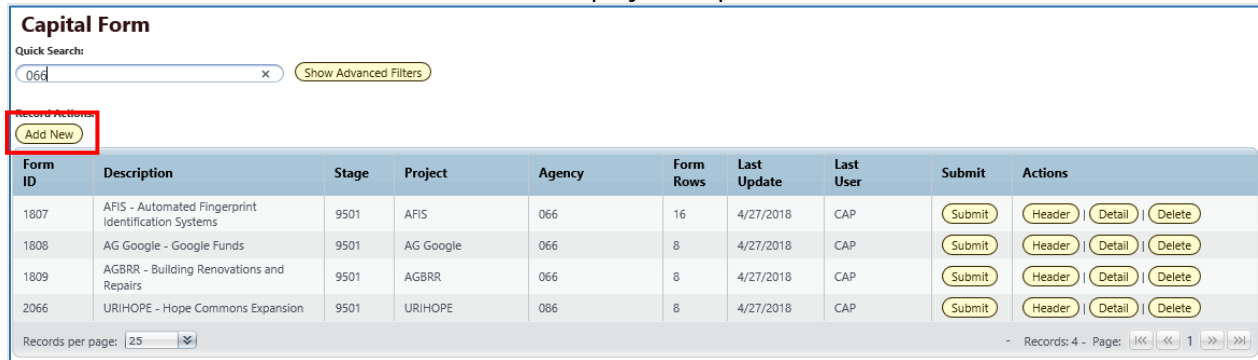 Capital Form
Quick Search:
066 × Show Advanced Filters
Record Actions:
Add New
Form ID Description Stage Project Agency Form Rows Last Update Last User Submit Actions
1807 AFIS - Automated Fingerprint Identification Systems 9501 AFIS 066 16 4/27/2018 CAP Submit Header | Detail | Delete
1808 AG Google - Google Funds 9501 AG Google 066 8 4/27/2018 CAP Submit Header | Detail | Delete
1809 AGBRR - Building Renovations and Repairs 9501 AGBRR 066 8 4/27/2018 CAP Submit Header | Detail | Delete
2066 URIHOPE - Hope Commons Expansion 9501 URIHOPE 086 8 4/27/2018 CAP Submit Header | Detail | Delete
Records per page: 25 - Records: 4 - Page: 1